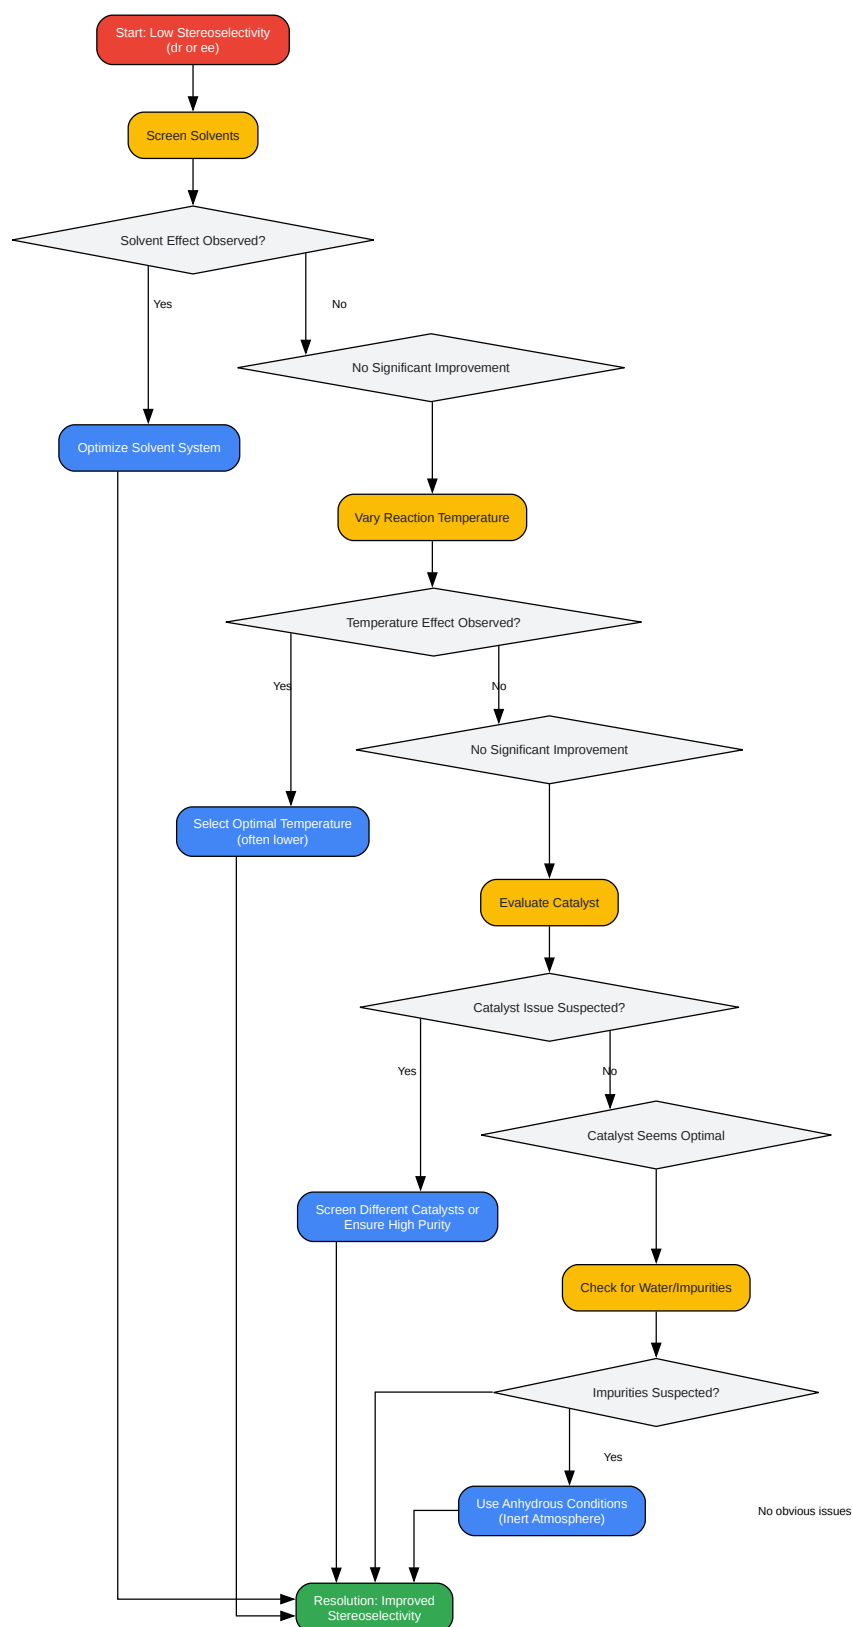 Start: Low Stereoselectivity
(dr or ee)
Screen Solvents
Solvent Effect Observed?
Yes
No
No Significant Improvement
Optimize Solvent System
Vary Reaction Temperature
Temperature Effect Observed?
Yes
No
No Significant Improvement
Select Optimal Temperature
(often lower)
Evaluate Catalyst
Catalyst Issue Suspected?
Yes
No
Catalyst Seems Optimal
Screen Different Catalysts or
Ensure High Purity
Check for Water/Impurities
Impurities Suspected?
Yes
Use Anhydrous Conditions
(Inert Atmosphere)
No obvious issues
Resolution: Improved
Stereoselectivity